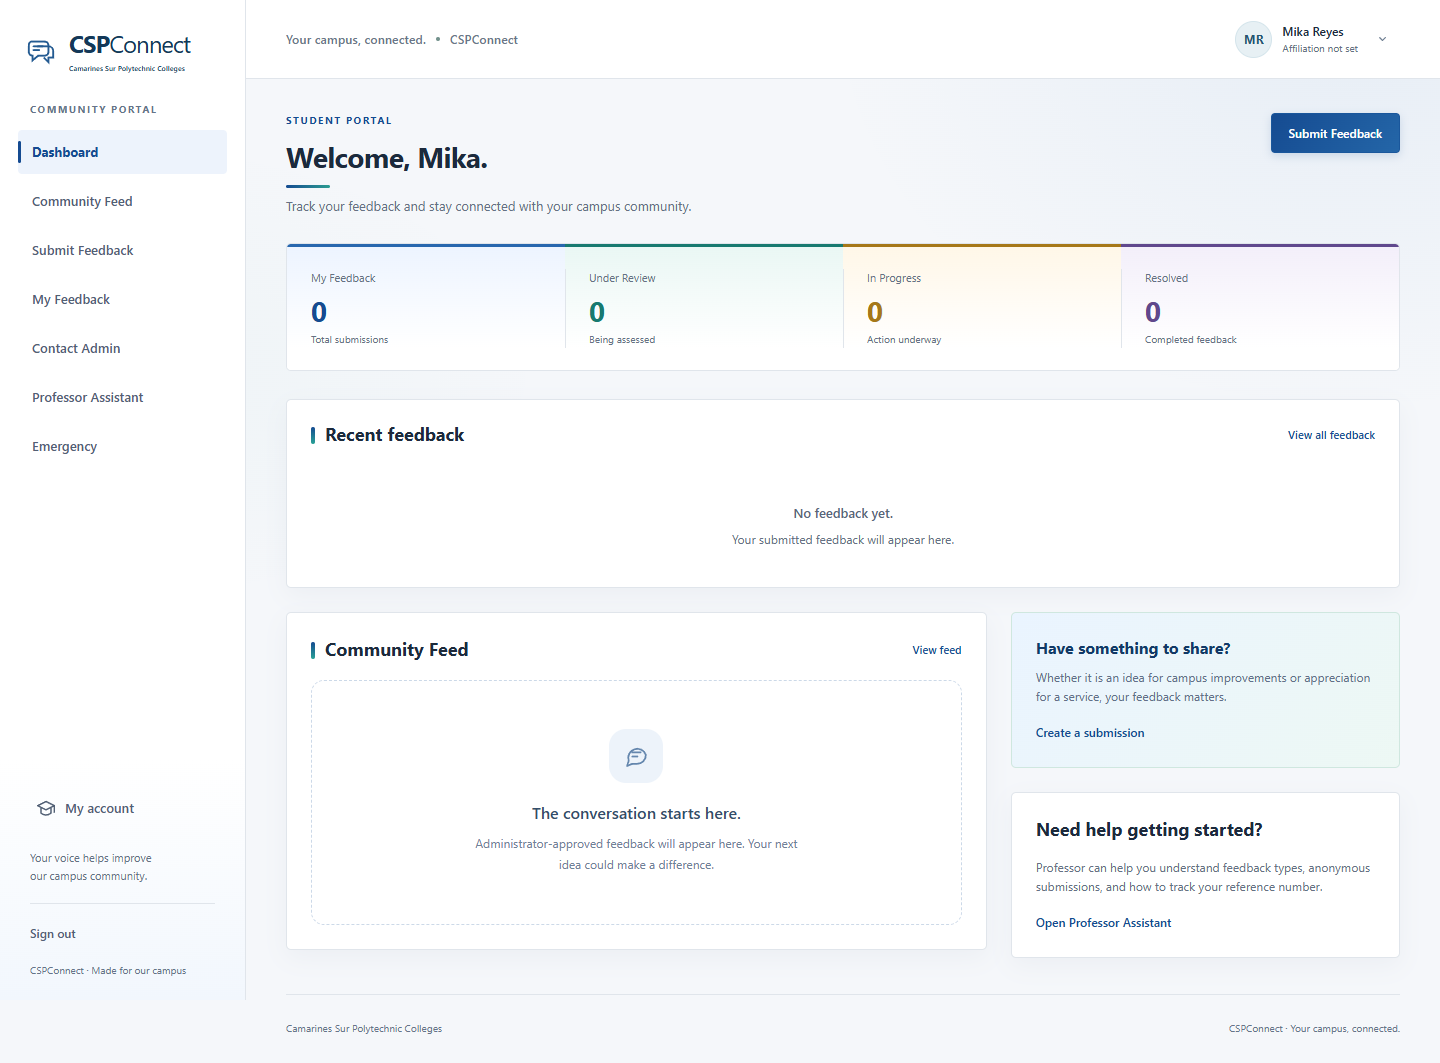 CSPConnect
Camarines Sur Polytechnic Colleges
COMMUNITY PORTAL
Dashboard
Community Feed
Submit Feedback
My Feedback
Contact Admin
Professor Assistant
Emergency
My account
Your voice helps improve
our campus community.
Sign out
CSPConnect · Made for our campus
Your campus, connected. • CSPConnect
MR
Mika Reyes
Affiliation not set
STUDENT PORTAL
Welcome, Mika.
Track your feedback and stay connected with your campus community.
Submit Feedback
My Feedback
0
Total submissions
Under Review
0
Being assessed
In Progress
0
Action underway
Resolved
0
Completed feedback
Recent feedback
View all feedback
No feedback yet.
Your submitted feedback will appear here.
Community Feed
View feed
The conversation starts here.
Administrator-approved feedback will appear here. Your next
idea could make a difference.
Have something to share?
Whether it is an idea for campus improvements or appreciation
for a service, your feedback matters.
Create a submission
Need help getting started?
Professor can help you understand feedback types, anonymous
submissions, and how to track your reference number.
Open Professor Assistant
Camarines Sur Polytechnic Colleges
CSPConnect · Your campus, connected.